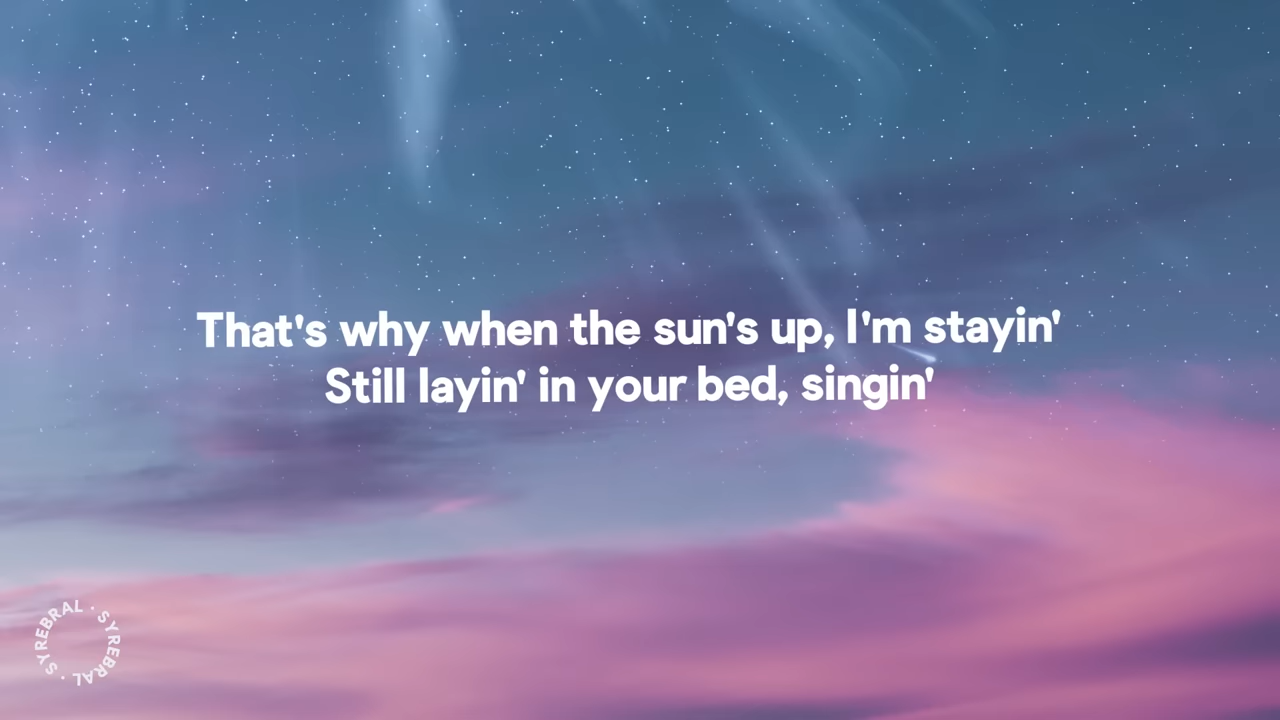 That's why when the sun's up, I'm stayin'
Still layin' in your bed, singin'
SYREBRAL · SYREBRAL ·